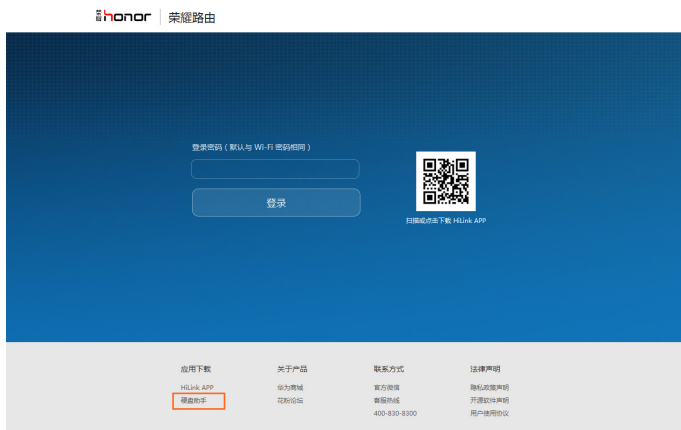 荣耀 honor 荣耀路由
登录密码 ( 默认与 Wi-Fi 密码相同 )
登录
扫描或点击下载 HiLink APP
应用下载
HiLink APP
硬盘助手
关于产品
华为商城
花粉论坛
联系方式
官方微信
客服热线
400-830-8300
法律声明
隐私政策声明
开源软件声明
用户使用协议